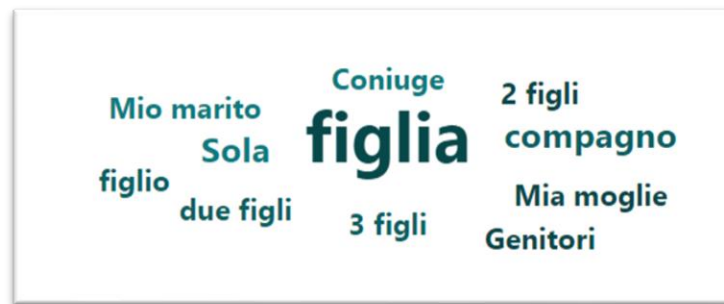 Coniuge
2 figli
Mio marito
figlia
compagno
Sola
figlio
Mia moglie
due figli
3 figli
Genitori